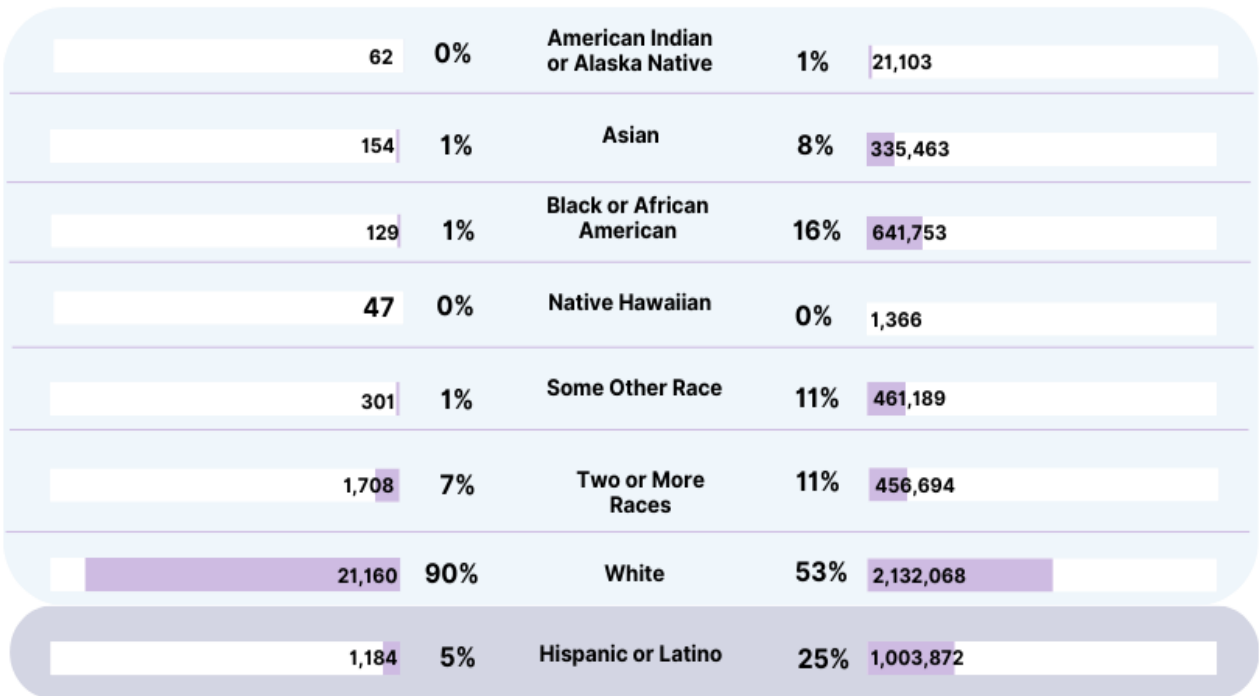 62 0% American Indian or Alaska Native 1% 21,103
154 1% Asian 8% 335,463
129 1% Black or African American 16% 641,753
47 0% Native Hawaiian 0% 1,366
301 1% Some Other Race 11% 461,189
1,708 7% Two or More Races 11% 456,694
21,160 90% White 53% 2,132,068
1,184 5% Hispanic or Latino 25% 1,003,872